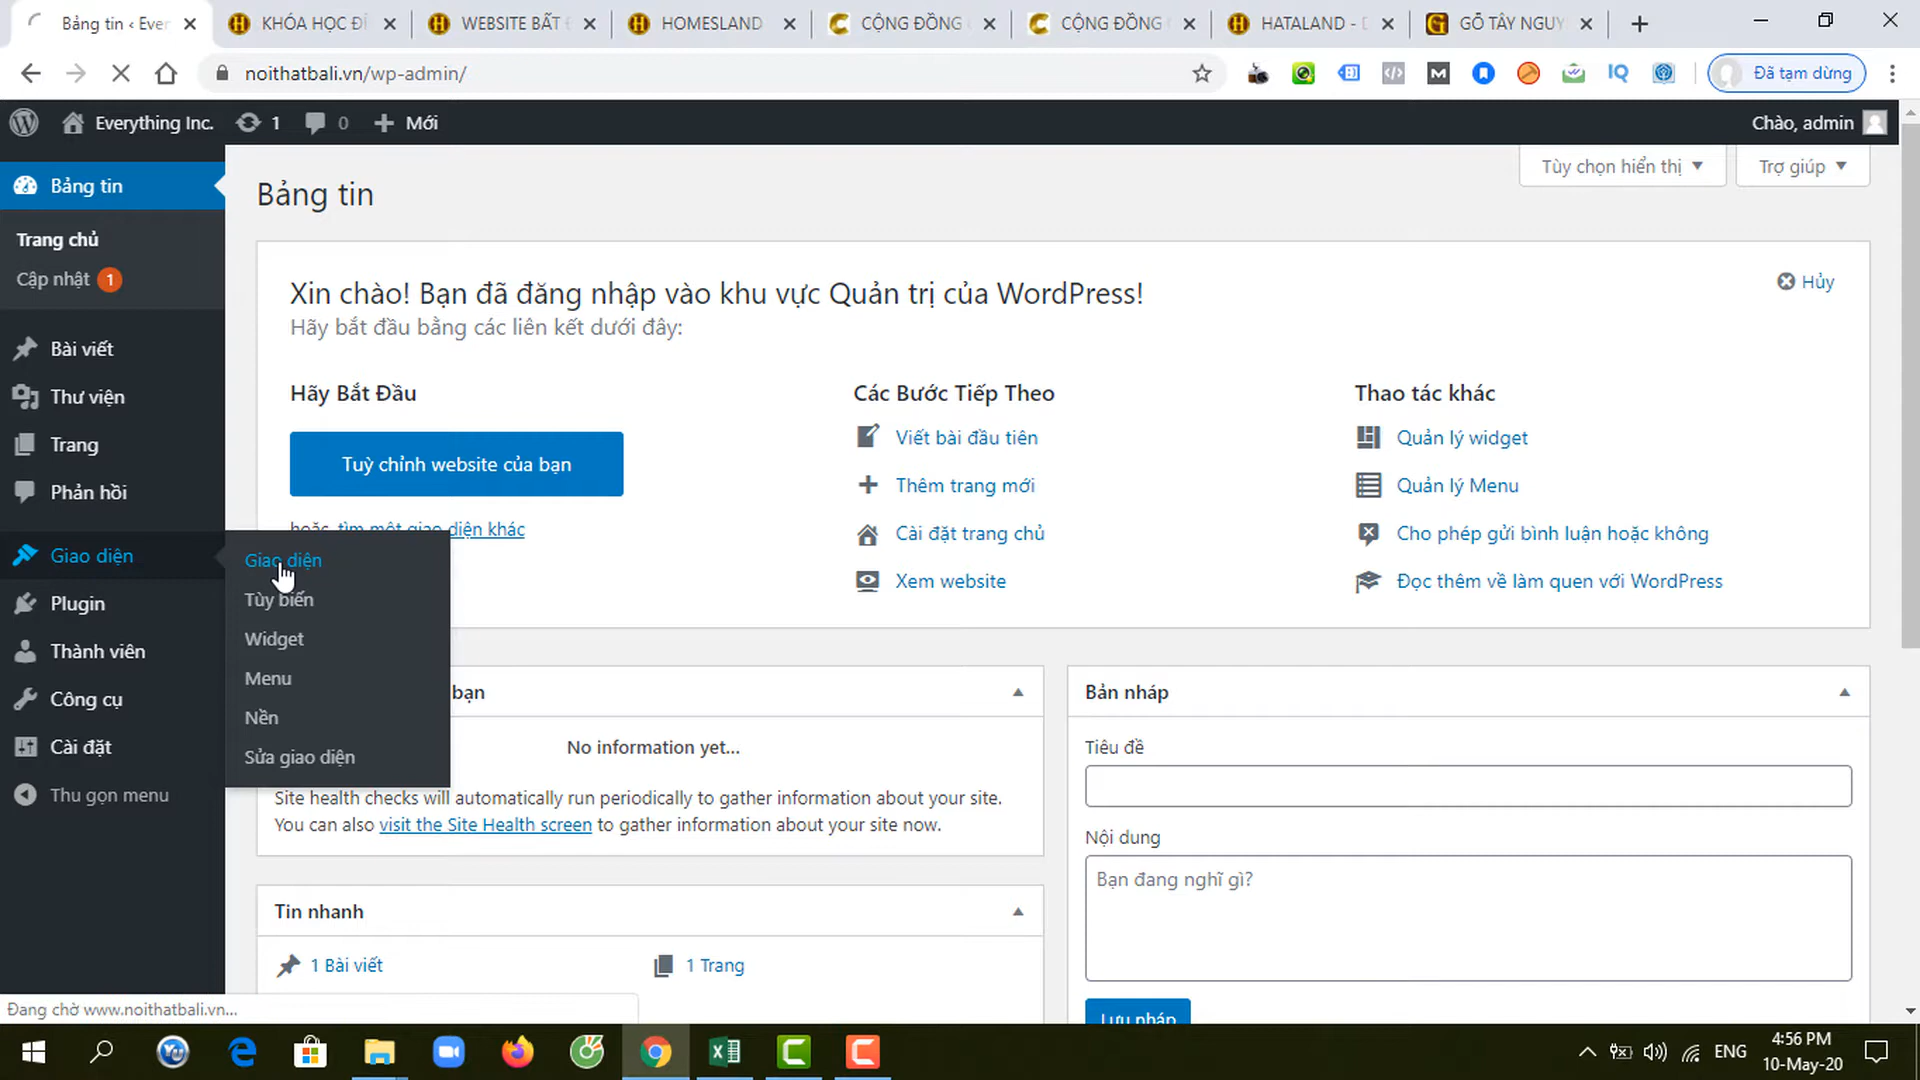 Bảng tin ‹ Ever
KHÓA HỌC ĐỈ
WEBSITE BẤT
HOMESLAND
CỘNG ĐỒNG
CỘNG ĐỒNG
HATALAND - D
GỖ TÂY NGUY
noithatbali.vn/wp-admin/
IQ
Đã tạm dừng
Everything Inc.
1
0
Mới
Chào, admin
Bảng tin
Trang chủ
Cập nhật 1
Bài viết
Thư viện
Trang
Phản hồi
Giao diện
Plugin
Thành viên
Công cụ
Cài đặt
Thu gọn menu
Giao diện
Tùy biến
Widget
Menu
Nền
Sửa giao diện
Tùy chọn hiển thị
Trợ giúp
Bảng tin
Xin chào! Bạn đã đăng nhập vào khu vực Quản trị của WordPress!
Hủy
Hãy bắt đầu bằng các liên kết dưới đây:
Hãy Bắt Đầu
Tuỳ chỉnh website của bạn
hoặc, tìm một giao diện khác
Các Bước Tiếp Theo
Viết bài đầu tiên
Thêm trang mới
Cài đặt trang chủ
Xem website
Thao tác khác
Quản lý widget
Quản lý Menu
Cho phép gửi bình luận hoặc không
Đọc thêm về làm quen với WordPress
bạn
No information yet...
Site health checks will automatically run periodically to gather information about your site.
You can also visit the Site Health screen to gather information about your site now.
Tin nhanh
1 Bài viết
1 Trang
Bản nháp
Tiêu đề
Nội dung
Bạn đang nghĩ gì?
Lưu nháp
Đang chờ www.noithatbali.vn...
ENG
4:56 PM
10-May-20